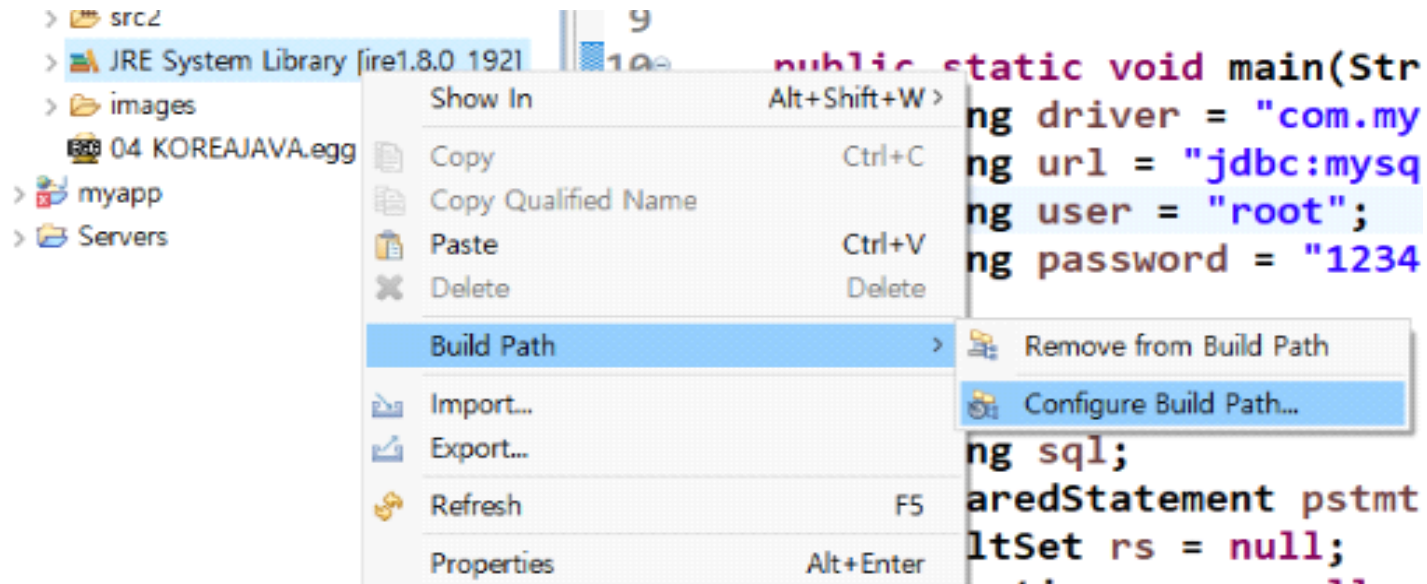 src2
JRE System Library [jre1.8.0_192]
images
04 KOREAJAVA.egg
myapp
Servers
Show In Alt+Shift+W >
Copy Ctrl+C
Copy Qualified Name
Paste Ctrl+V
Delete Delete
Build Path >
Import...
Export...
Refresh F5
Properties Alt+Enter
Remove from Build Path
Configure Build Path...
9
10
public static void main(Str
ng driver = "com.my
ng url = "jdbc:mysq
ng user = "root";
ng password = "1234
ng sql;
aredStatement pstmt
ltSet rs = null;